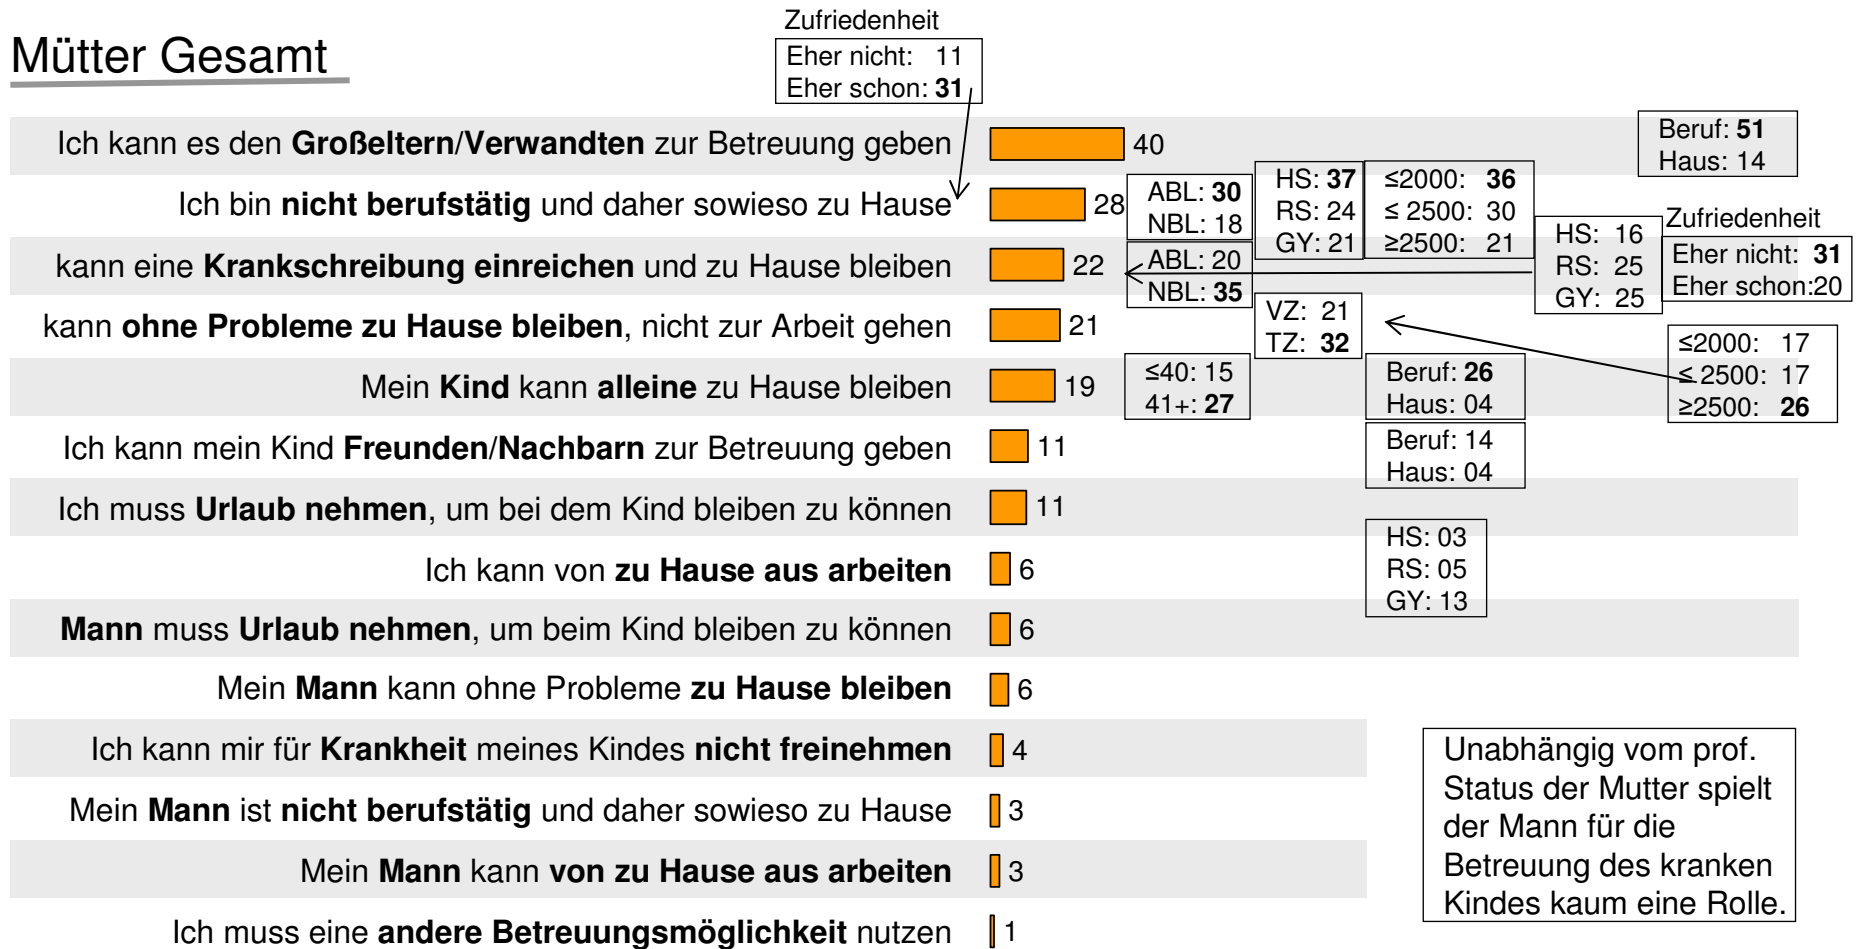 Mütter Gesamt
Zufriedenheit
Eher nicht: 11
Eher schon: 31
Ich kann es den Großeltern/Verwandten zur Betreuung geben 40
Beruf: 51
Haus: 14
Ich bin nicht berufstätig und daher sowieso zu Hause 28
ABL: 30
NBL: 18
HS: 37
RS: 24
GY: 21
≤2000: 36
≤ 2500: 30
≥2500: 21
kann eine Krankschreibung einreichen und zu Hause bleiben 22
ABL: 20
NBL: 35
HS: 16
RS: 25
GY: 25
Zufriedenheit
Eher nicht: 31
Eher schon:20
kann ohne Probleme zu Hause bleiben, nicht zur Arbeit gehen 21
VZ: 21
TZ: 32
≤2000: 17
≤ 2500: 17
≥2500: 26
Mein Kind kann alleine zu Hause bleiben 19
≤40: 15
41+: 27
Beruf: 26
Haus: 04
Ich kann mein Kind Freunden/Nachbarn zur Betreuung geben 11
Beruf: 14
Haus: 04
Ich muss Urlaub nehmen, um bei dem Kind bleiben zu können 11
Ich kann von zu Hause aus arbeiten 6
HS: 03
RS: 05
GY: 13
Mann muss Urlaub nehmen, um beim Kind bleiben zu können 6
Mein Mann kann ohne Probleme zu Hause bleiben 6
Ich kann mir für Krankheit meines Kindes nicht freinehmen 4
Mein Mann ist nicht berufstätig und daher sowieso zu Hause 3
Mein Mann kann von zu Hause aus arbeiten 3
Ich muss eine andere Betreuungsmöglichkeit nutzen 1
Unabhängig vom prof.
Status der Mutter spielt
der Mann für die
Betreuung des kranken
Kindes kaum eine Rolle.